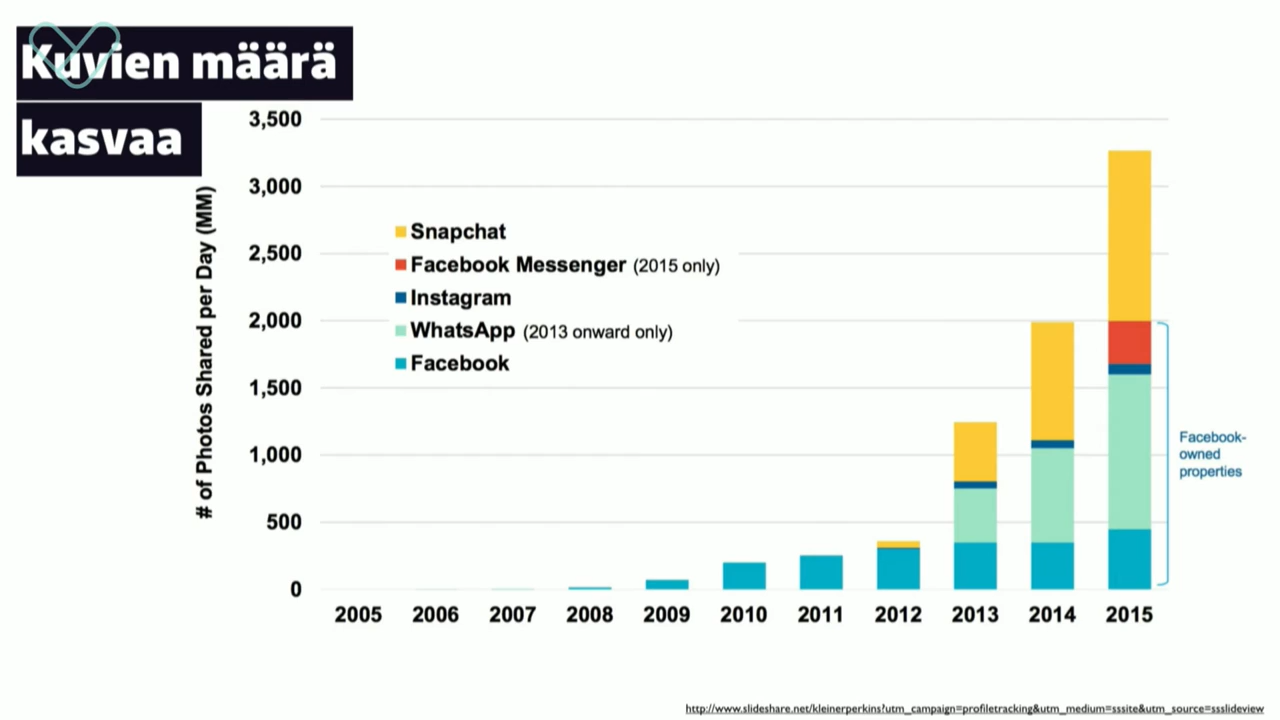 Kuvien määrä
kasvaa
# of Photos Shared per Day (MM)
3,500
3,000
2,500
2,000
1,500
1,000
500
0
Snapchat
Facebook Messenger (2015 only)
Instagram
WhatsApp (2013 onward only)
Facebook
Facebook-
owned
properties
2005 2006 2007 2008 2009 2010 2011 2012 2013 2014 2015
http://www.slideshare.net/kleinerperkins?utm_campaign=profiletracking&utm_medium=sssite&utm_source=ssslideview